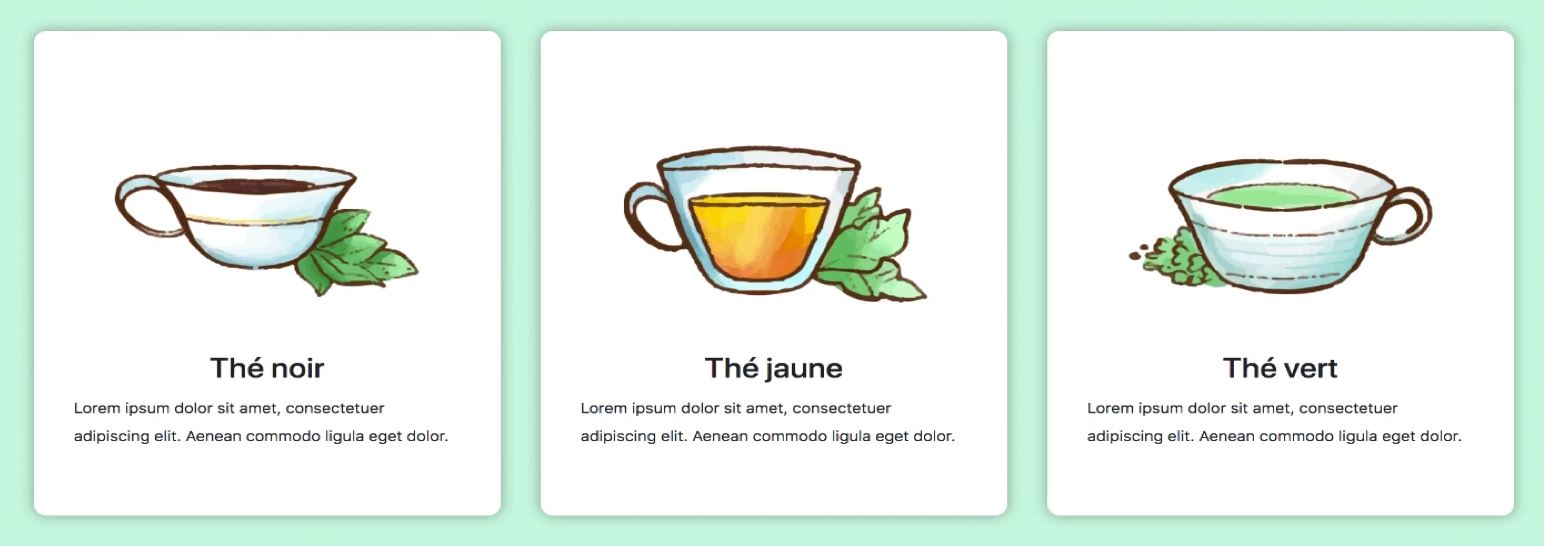 Thé noir
Lorem ipsum dolor sit amet, consectetuer
adipiscing elit. Aenean commodo ligula eget dolor.
Thé jaune
Lorem ipsum dolor sit amet, consectetuer
adipiscing elit. Aenean commodo ligula eget dolor.
Thé vert
Lorem ipsum dolor sit amet, consectetuer
adipiscing elit. Aenean commodo ligula eget dolor.